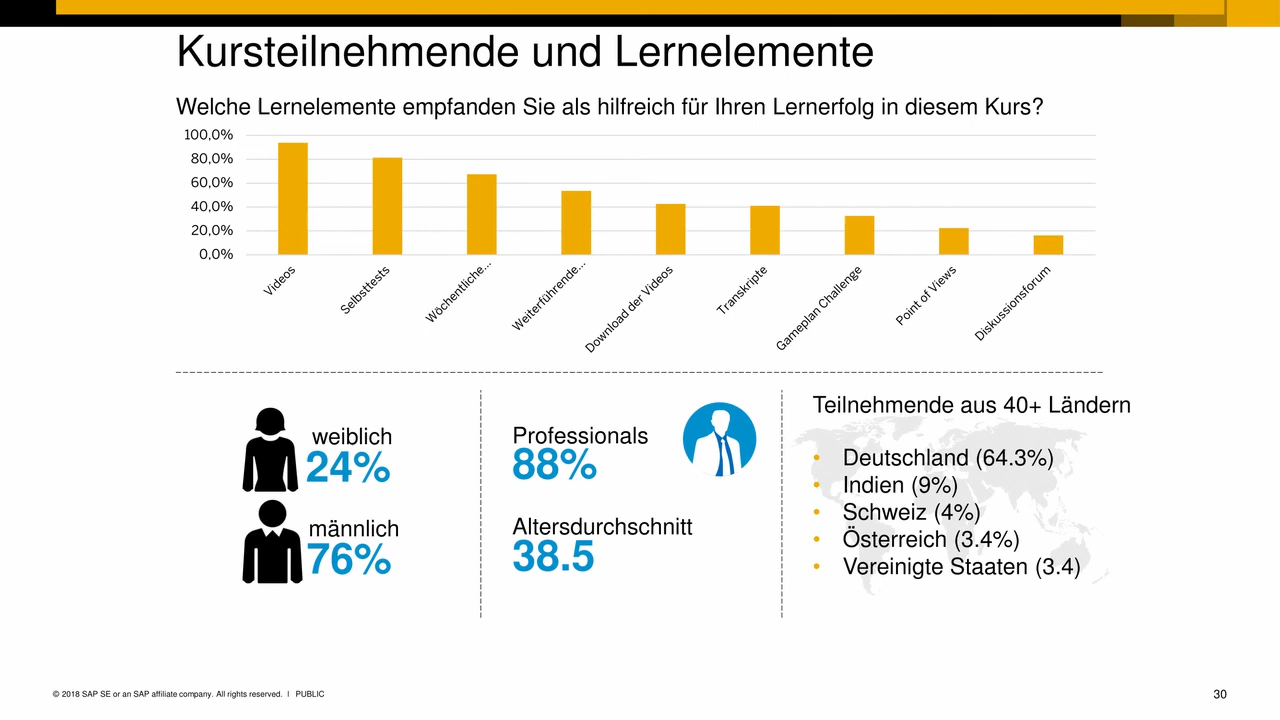 Kursteilnehmende und Lernelemente
Welche Lernelemente empfanden Sie als hilfreich für Ihren Lernerfolg in diesem Kurs?
100,0%
80,0%
60,0%
40,0%
20,0%
0,0%
Videos
Selbsttests
Wöchentliche...
Weiterführende...
Download der Videos
Transkripte
Gameplan Challenge
Point of Views
Diskussionsforum
weiblich
24%
männlich
76%
Professionals
88%
Altersdurchschnitt
38.5
Teilnehmende aus 40+ Ländern
• Deutschland (64.3%)
• Indien (9%)
• Schweiz (4%)
• Österreich (3.4%)
• Vereinigte Staaten (3.4)
© 2018 SAP SE or an SAP affiliate company. All rights reserved. ǀ PUBLIC
30